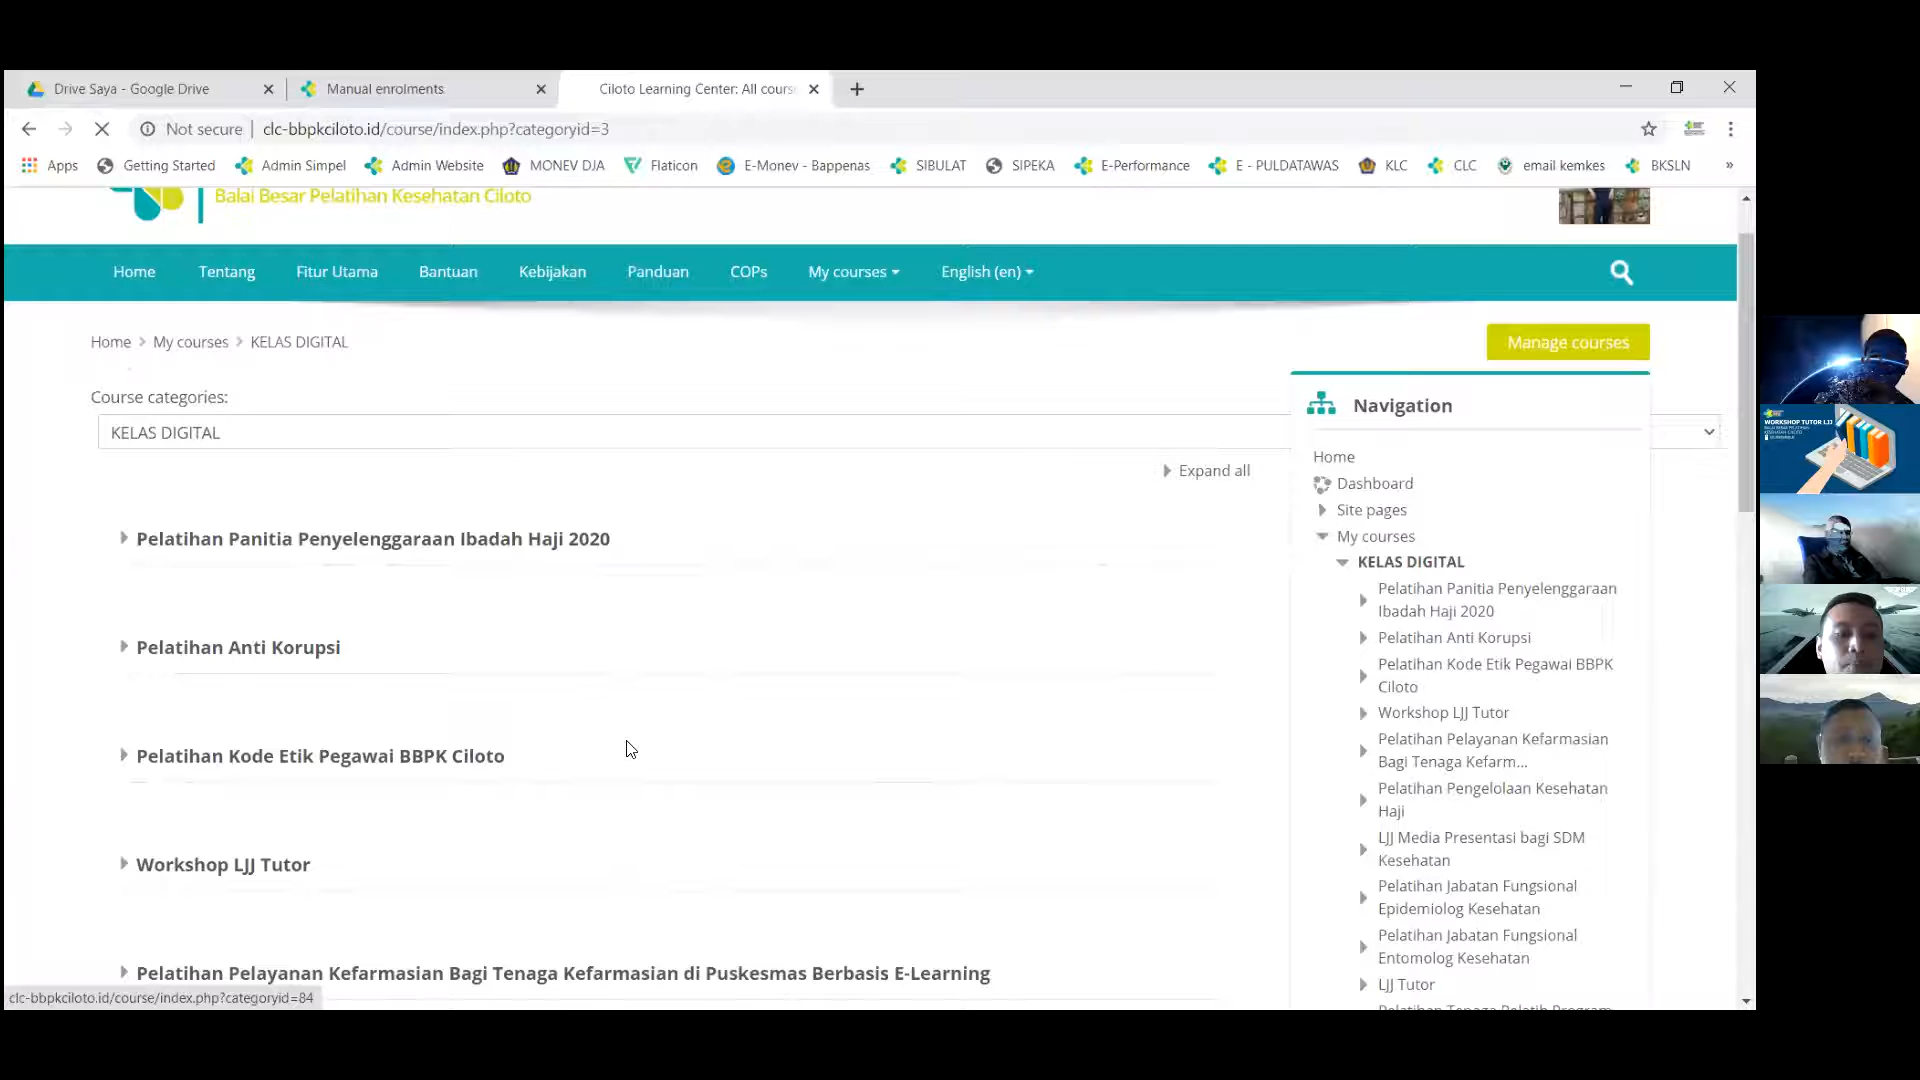 Drive Saya - Google Drive
Manual enrolments
Ciloto Learning Center: All cours
Not secure
clc-bbpkciloto.id/course/index.php?categoryid=3
Apps
Getting Started
Admin Simpel
Admin Website
MONEV DJA
Flaticon
E-Monev - Bappenas
SIBULAT
SIPEKA
E-Performance
E - PULDATAWAS
KLC
CLC
email kemkes
BKSLN
»
Balai Besar Pelatihan Kesehatan Ciloto
Home
Tentang
Fitur Utama
Bantuan
Kebijakan
Panduan
COPs
My courses
English (en)
Home > My courses > KELAS DIGITAL
Manage courses
Course categories:
KELAS DIGITAL
Expand all
Pelatihan Panitia Penyelenggaraan Ibadah Haji 2020
Pelatihan Anti Korupsi
Pelatihan Kode Etik Pegawai BBPK Ciloto
Workshop LJJ Tutor
Pelatihan Pelayanan Kefarmasian Bagi Tenaga Kefarmasian di Puskesmas Berbasis E-Learning
clc-bbpkciloto.id/course/index.php?categoryid=84
Navigation
Home
Dashboard
Site pages
My courses
KELAS DIGITAL
Pelatihan Panitia Penyelenggaraan
Ibadah Haji 2020
Pelatihan Anti Korupsi
Pelatihan Kode Etik Pegawai BBPK
Ciloto
Workshop LJJ Tutor
Pelatihan Pelayanan Kefarmasian
Bagi Tenaga Kefarm...
Pelatihan Pengelolaan Kesehatan
Haji
LJJ Media Presentasi bagi SDM
Kesehatan
Pelatihan Jabatan Fungsional
Epidemiolog Kesehatan
Pelatihan Jabatan Fungsional
Entomolog Kesehatan
LJJ Tutor
Pelatihan Tenaga Pelatih Program
WORKSHOP TUTOR LJJ